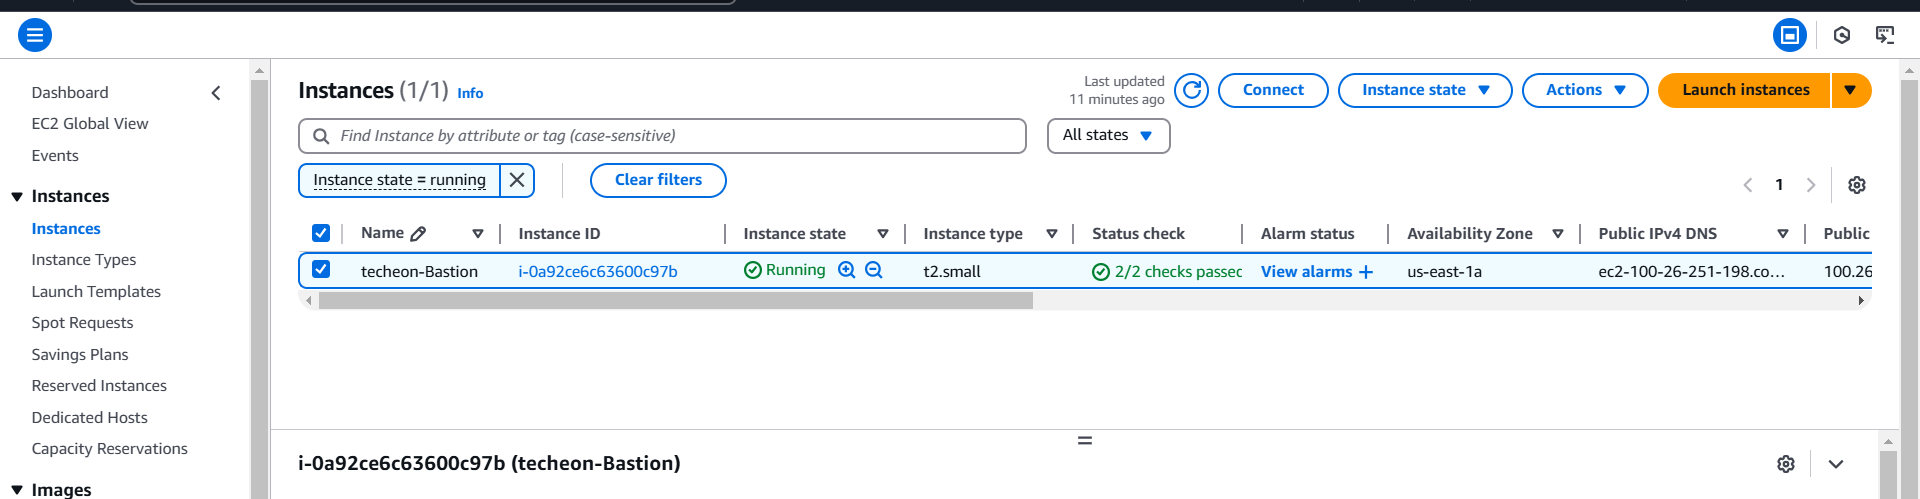 Dashboard
EC2 Global View
Events
Instances
Instances
Instance Types
Launch Templates
Spot Requests
Savings Plans
Reserved Instances
Dedicated Hosts
Capacity Reservations
Images
Instances (1/1) Info
Last updated
11 minutes ago
Connect
Instance state
Actions
Launch instances
Find Instance by attribute or tag (case-sensitive)
All states
Instance state = running
Clear filters
1
Name Instance ID Instance state Instance type Status check Alarm status Availability Zone Public IPv4 DNS Public
techeon-Bastion i-0a92ce6c63600c97b Running t2.small 2/2 checks passed View alarms + us-east-1a ec2-100-26-251-198.co... 100.26
i-0a92ce6c63600c97b (techeon-Bastion)